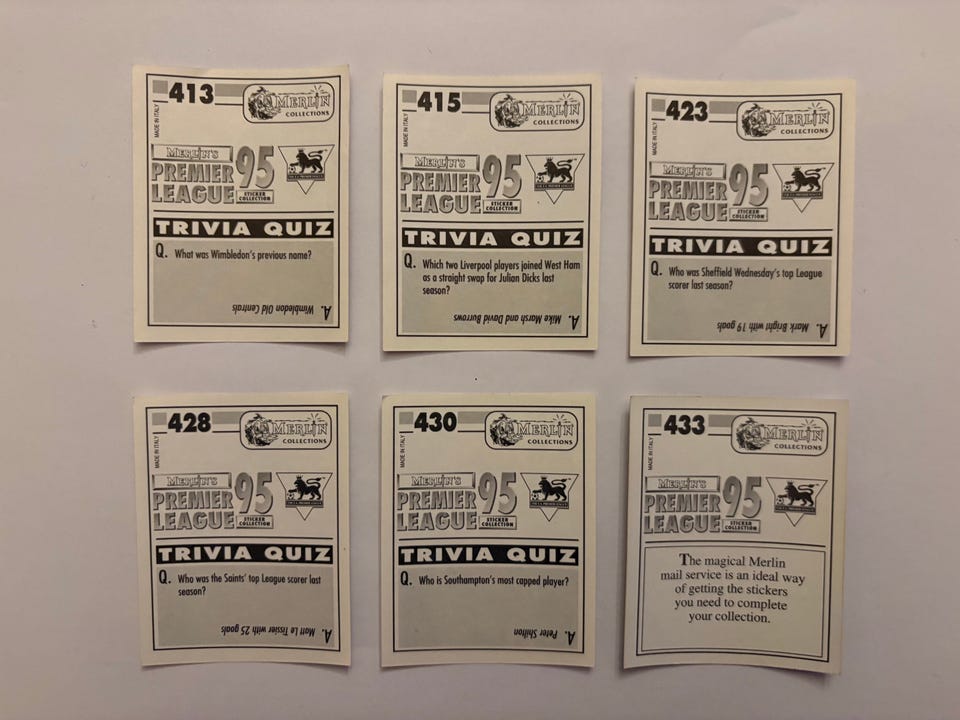 413
MERLIN
COLLECTIONS
MADE IN ITALY
MERLIN'S
PREMIER
LEAGUE
95
STICKER
COLLECTION
TRIVIA QUIZ
Q. What was Wimbledon's previous name?
A. Wimbledon Old Centrals
415
MERLIN
COLLECTIONS
MADE IN ITALY
MERLIN'S
PREMIER
LEAGUE
95
STICKER
COLLECTION
TRIVIA QUIZ
Q. Which two Liverpool players joined West Ham
as a straight swap for Julian Dicks last
season?
A. Mike Marsh and David Burrows
423
MERLIN
COLLECTIONS
MADE IN ITALY
MERLIN'S
PREMIER
LEAGUE
95
STICKER
COLLECTION
TRIVIA QUIZ
Q. Who was Sheffield Wednesday's top League
scorer last season?
A. Mark Bright with 19 goals
428
MERLIN
COLLECTIONS
MADE IN ITALY
MERLIN'S
PREMIER
LEAGUE
95
STICKER
COLLECTION
TRIVIA QUIZ
Q. Who was the Saints' top League scorer last
season?
A. Matt Le Tissier with 25 goals
430
MERLIN
COLLECTIONS
MADE IN ITALY
MERLIN'S
PREMIER
LEAGUE
95
STICKER
COLLECTION
TRIVIA QUIZ
Q. Who is Southampton's most capped player?
A. Peter Shilton
433
MERLIN
COLLECTIONS
MADE IN ITALY
MERLIN'S
PREMIER
LEAGUE
95
STICKER
COLLECTION
The magical Merlin
mail service is an ideal way
of getting the stickers
you need to complete
your collection.